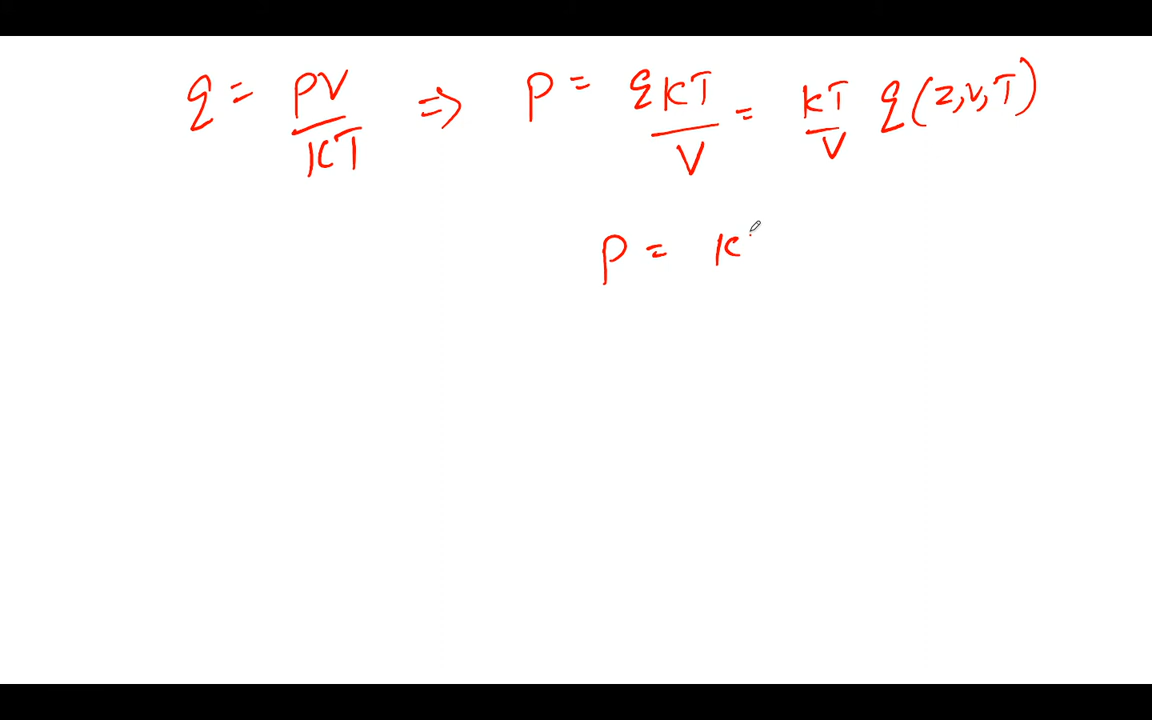 q = PV/KT ⇒ P = qKT/V = KT/V q(z,v,T)
P = K